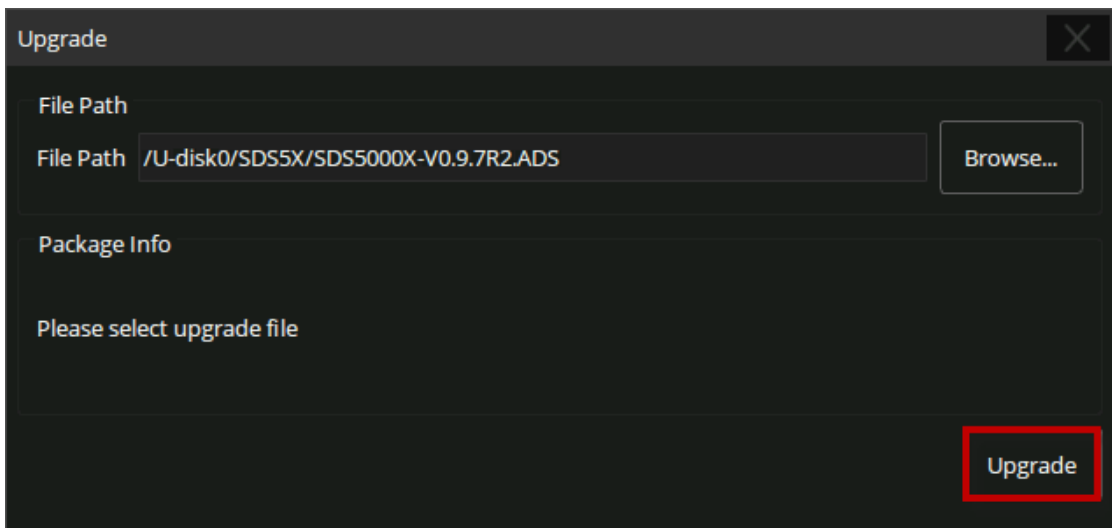 Upgrade
File Path
File Path /U-disk0/SDS5X/SDS5000X-V0.9.7R2.ADS Browse...
Package Info
Please select upgrade file
Upgrade